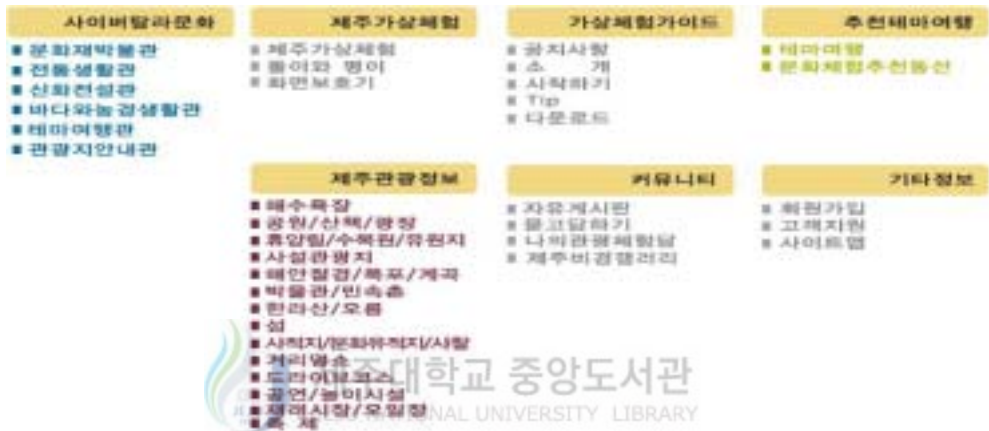 사이버탐라문화
■ 문화재박물관
■ 전통생활관
■ 신화전설관
■ 바다와농경생활관
■ 테마여행관
■ 관광지안내관
제주가상체험
■ 제주가상체험
■ 돌이와 멍이
■ 화면보호기
가상체험가이드
■ 공지사항
■ 소 개
■ 시작하기
■ Tip
■ 다운로드
추천테마여행
■ 테마여행
■ 문화체험추천동선
제주관광정보
■ 해수욕장
■ 공원/산책/광장
■ 휴양림/수목원/유원지
■ 사설관광지
■ 해안절경/폭포/계곡
■ 박물관/민속촌
■ 한라산/오름
■ 섬
■ 사적지/문화유적지/사찰
■ 거리명소
■ 드라이브코스
■ 공연/놀이시설
■ 재래시장/오일장
■ 축 제
커뮤니티
■ 자유게시판
■ 묻고답하기
■ 나의관광체험담
■ 제주비경갤러리
기타정보
■ 회원가입
■ 고객지원
■ 사이트맵
제주대학교 중앙도서관
NATIONAL UNIVERSITY LIBRARY